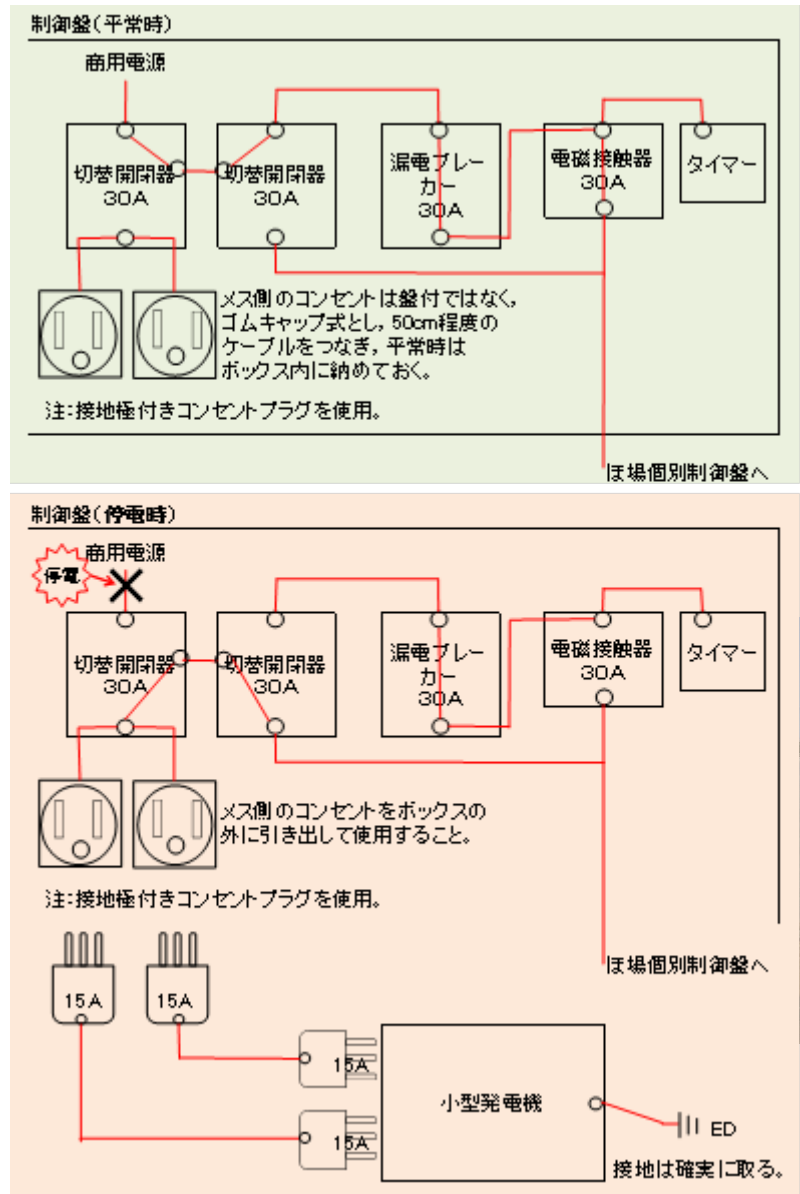 制御盤(平常時)
商用電源
切替開閉器
30A
切替開閉器
30A
漏電ブレー
カー
30A
電磁接触器
30A
タイマー
メス側のコンセントは盤付ではなく,
ゴムキャップ式とし,50cm程度の
ケーブルをつなぎ,平常時は
ボックス内に納めておく。
注:接地極付きコンセントプラグを使用。
ほ場個別制御盤へ
制御盤(停電時)
商用電源
停電
切替開閉器
30A
切替開閉器
30A
漏電ブレー
カー
30A
電磁接触器
30A
タイマー
メス側のコンセントをボックスの
外に引き出して使用すること。
注:接地極付きコンセントプラグを使用。
ほ場個別制御盤へ
15A
15A
15A
15A
小型発電機
ED
接地は確実に取る。